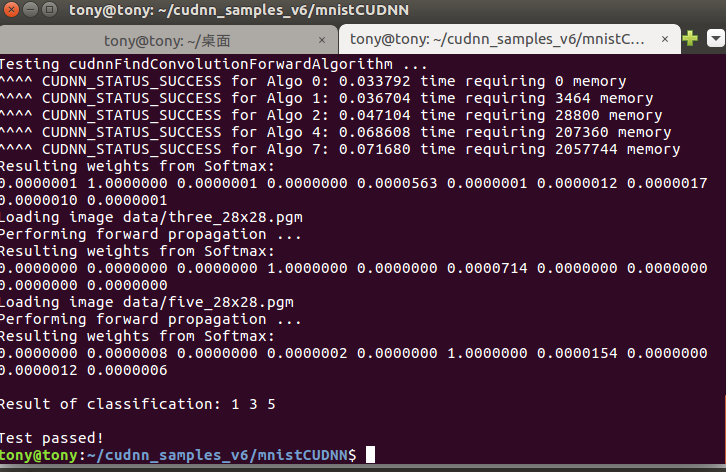 tony@tony: ~/cudnn_samples_v6/mnistCUDNN
tony@tony: ~/桌面
tony@tony: ~/cudnn_samples_v6/mnistC...
Testing cudnnFindConvolutionForwardAlgorithm ...
^^^^ CUDNN_STATUS_SUCCESS for Algo 0: 0.033792 time requiring 0 memory
^^^^ CUDNN_STATUS_SUCCESS for Algo 1: 0.036704 time requiring 3464 memory
^^^^ CUDNN_STATUS_SUCCESS for Algo 2: 0.047104 time requiring 28800 memory
^^^^ CUDNN_STATUS_SUCCESS for Algo 4: 0.068608 time requiring 207360 memory
^^^^ CUDNN_STATUS_SUCCESS for Algo 7: 0.071680 time requiring 2057744 memory
Resulting weights from Softmax:
0.0000001 1.0000000 0.0000001 0.0000000 0.0000563 0.0000001 0.0000012 0.0000017
0.0000010 0.0000001
Loading image data/three_28x28.pgm
Performing forward propagation ...
Resulting weights from Softmax:
0.0000000 0.0000000 0.0000000 1.0000000 0.0000000 0.0000714 0.0000000 0.0000000
0.0000000 0.0000000
Loading image data/five_28x28.pgm
Performing forward propagation ...
Resulting weights from Softmax:
0.0000000 0.0000008 0.0000000 0.0000002 0.0000000 1.0000000 0.0000154 0.0000000
0.0000012 0.0000006
Result of classification: 1 3 5
Test passed!
tony@tony:~/cudnn_samples_v6/mnistCUDNN$